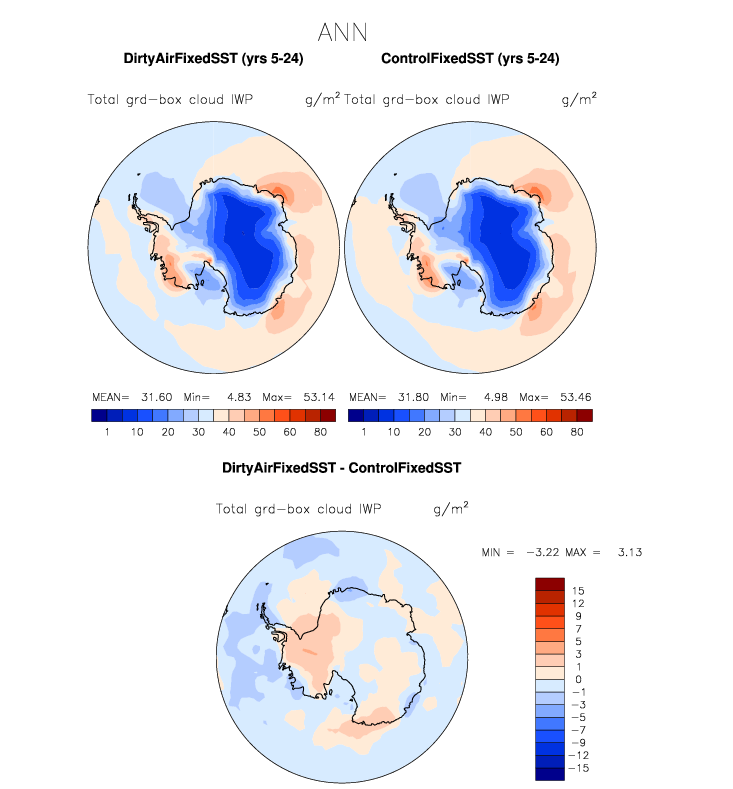 ANN
DirtyAirFixedSST (yrs 5-24) ControlFixedSST (yrs 5-24)
Total grd-box cloud IWP g/m² Total grd-box cloud IWP g/m²
MEAN= 31.60 Min= 4.83 Max= 53.14 MEAN= 31.80 Min= 4.98 Max= 53.46
1 10 20 30 40 50 60 80 1 10 20 30 40 50 60 80
DirtyAirFixedSST - ControlFixedSST
Total grd-box cloud IWP g/m²
MIN = -3.22 MAX = 3.13
15
12
9
7
5
3
1
0
-1
-3
-5
-7
-9
-12
-15